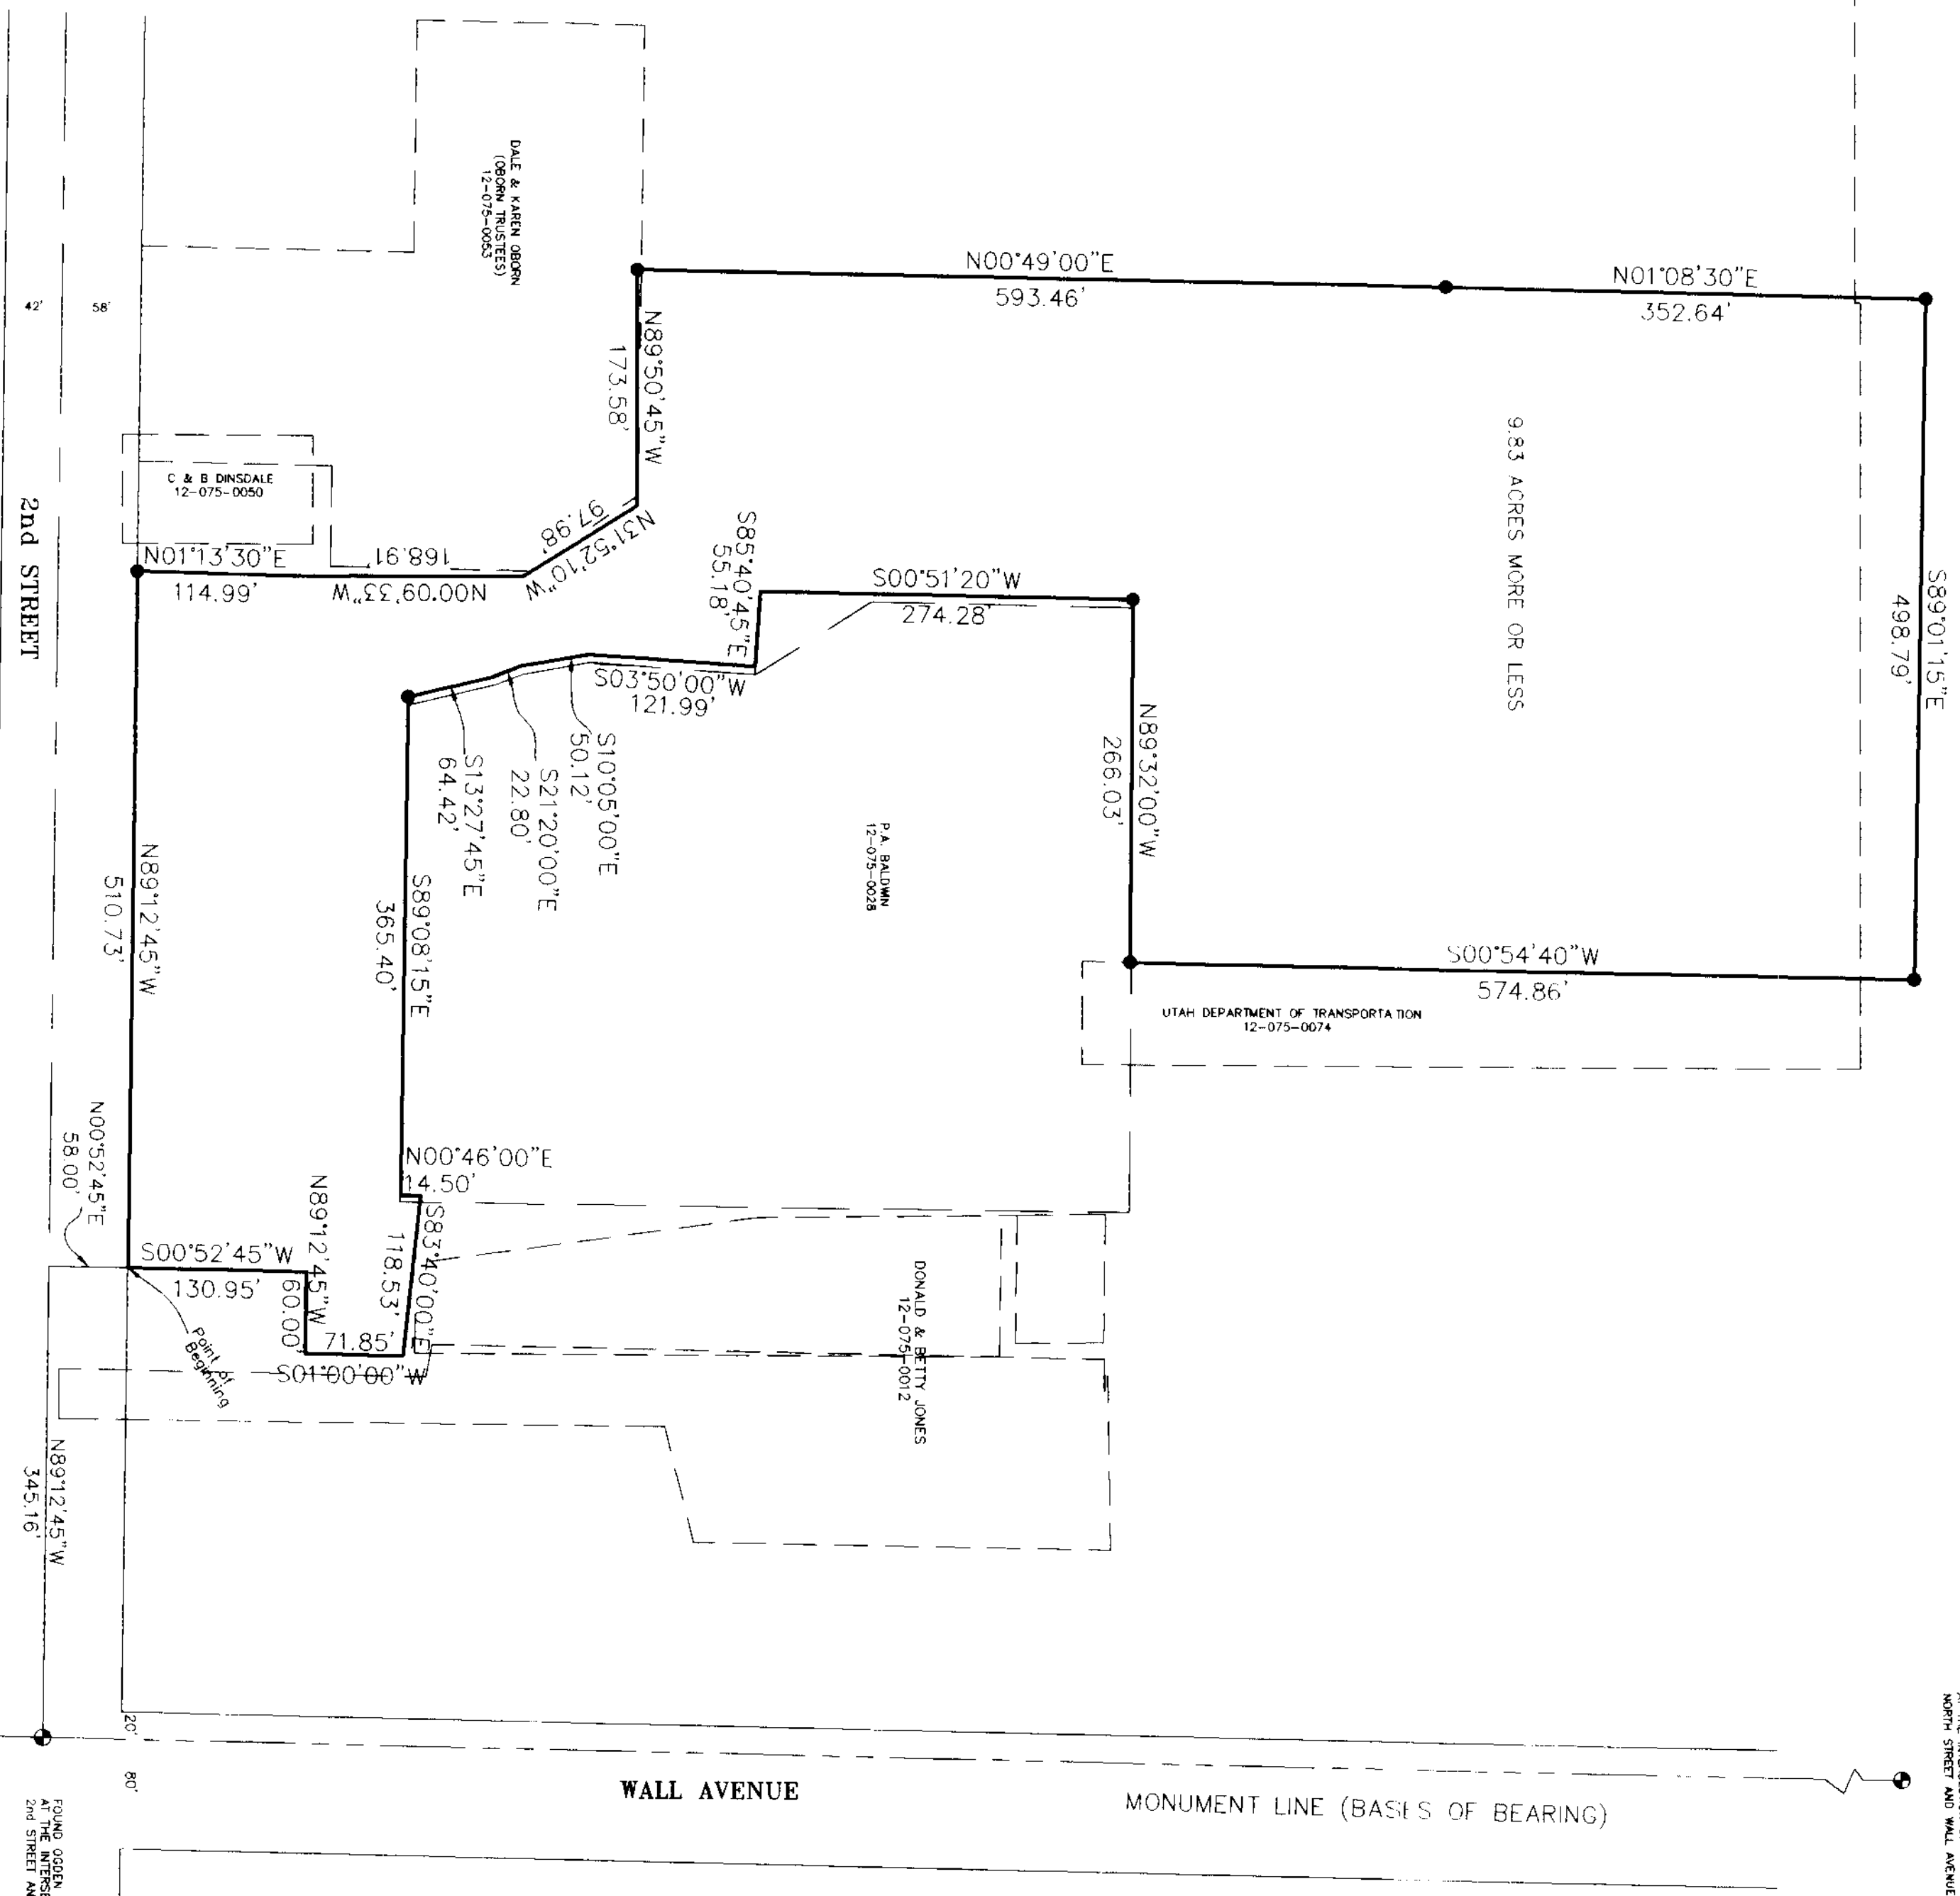 DALE & KAREN OBORN
(OBORN TRUSTEES)
12-075-0053
N00°49'00"E
593.46'
N01°08'30"E
352.64'
42'
58'
N89°50'45"W
173.58'
9.83 ACRES MORE OR LESS
S89°01'15"E
498.79'
C & B DINSDALE
12-075-0050
2nd STREET
N01°13'30"E
114.99'
168.91
N00°09'33"W
97.98'
N31°52'10"W
S85°40'45"E
55.18'
S00°51'20"W
274.28'
S03°50'00"W
121.99'
S10°05'00"E
50.12'
S21°20'00"E
22.80'
S13°27'45"E
64.42'
N89°32'00"W
266.03'
P.A. BALDWIN
12-075-0028
N89°12'45"W
510.73'
S89°08'15"E
365.40'
S00°54'40"W
574.86'
UTAH DEPARTMENT OF TRANSPORTATION
12-075-0074
N00°52'45"E
58.00'
N00°46'00"E
14.50'
S83°40'00"E
118.53'
N89°12'45"W
60.00'
S00°52'45"W
130.95'
71.85'
S01°00'00"W
Point of
Beginning
DONALD & BETTY JONES
12-075-0012
N89°12'45"W
345.16'
20'
80'
WALL AVENUE
MONUMENT LINE (BASIS OF BEARING)
NORTH STREET AND WALL AVENUE
FOUND OGDEN
AT THE INTERSE
2nd STREET AN